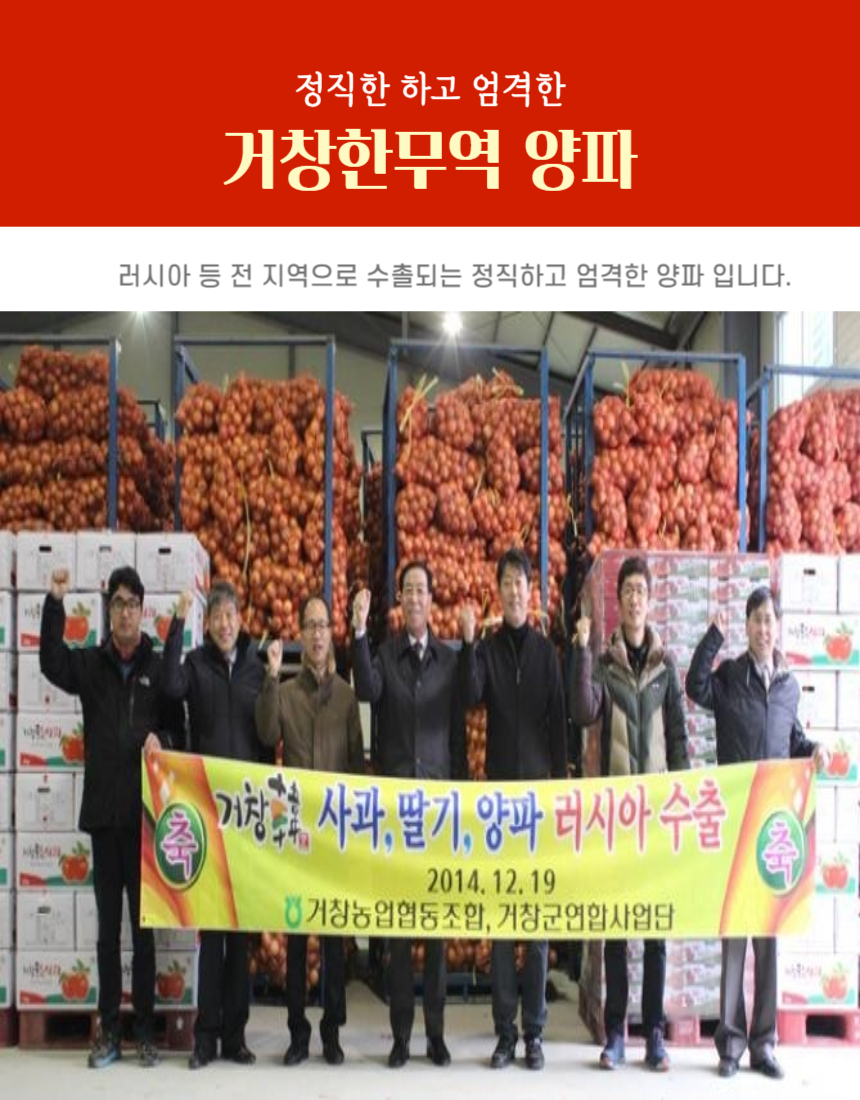 정직한 하고 엄격한
거창한무역 양파
러시아 등 전 지역으로 수출되는 정직하고 엄격한 양파 입니다.
축 거창韓 사과, 딸기, 양파 러시아 수출 축
2014. 12. 19
거창농업협동조합, 거창군연합사업단